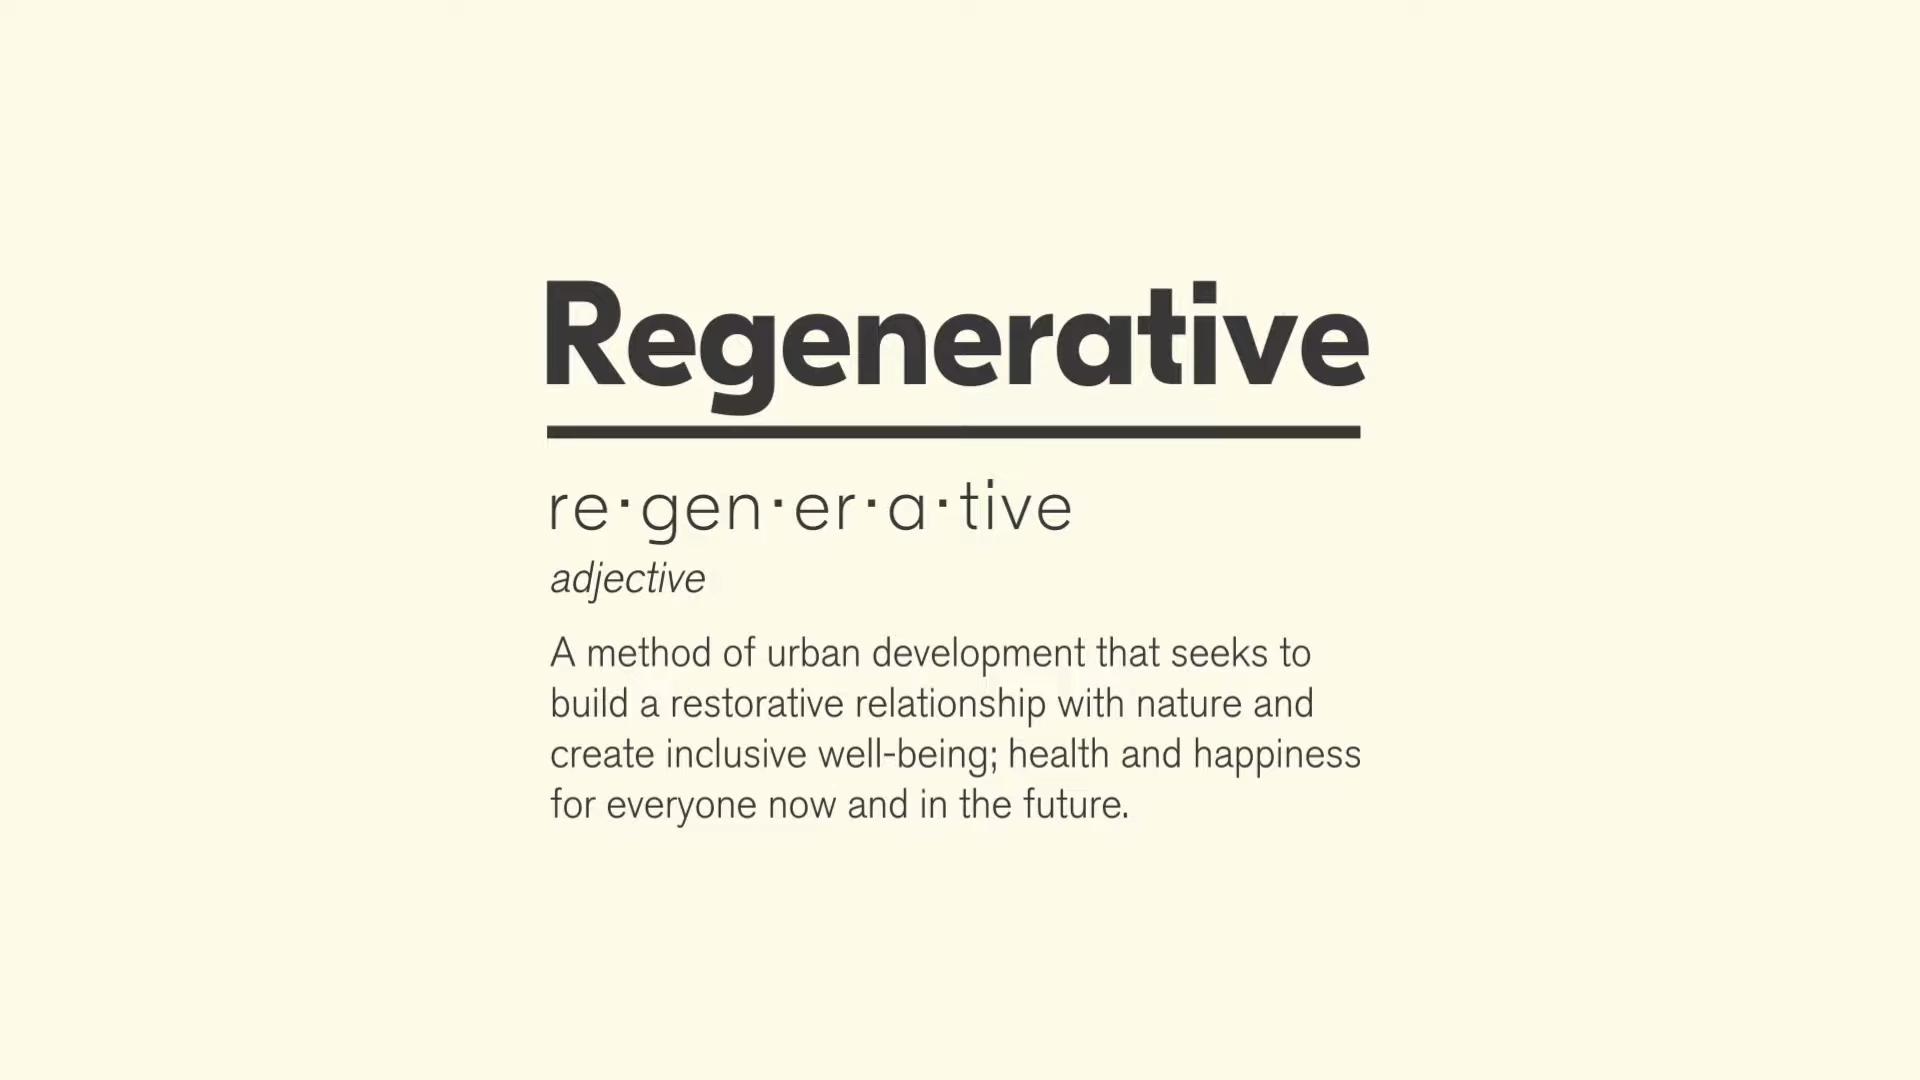 Regenerative
re·gen·er·a·tive
adjective
A method of urban development that seeks to
build a restorative relationship with nature and
create inclusive well-being; health and happiness
for everyone now and in the future.